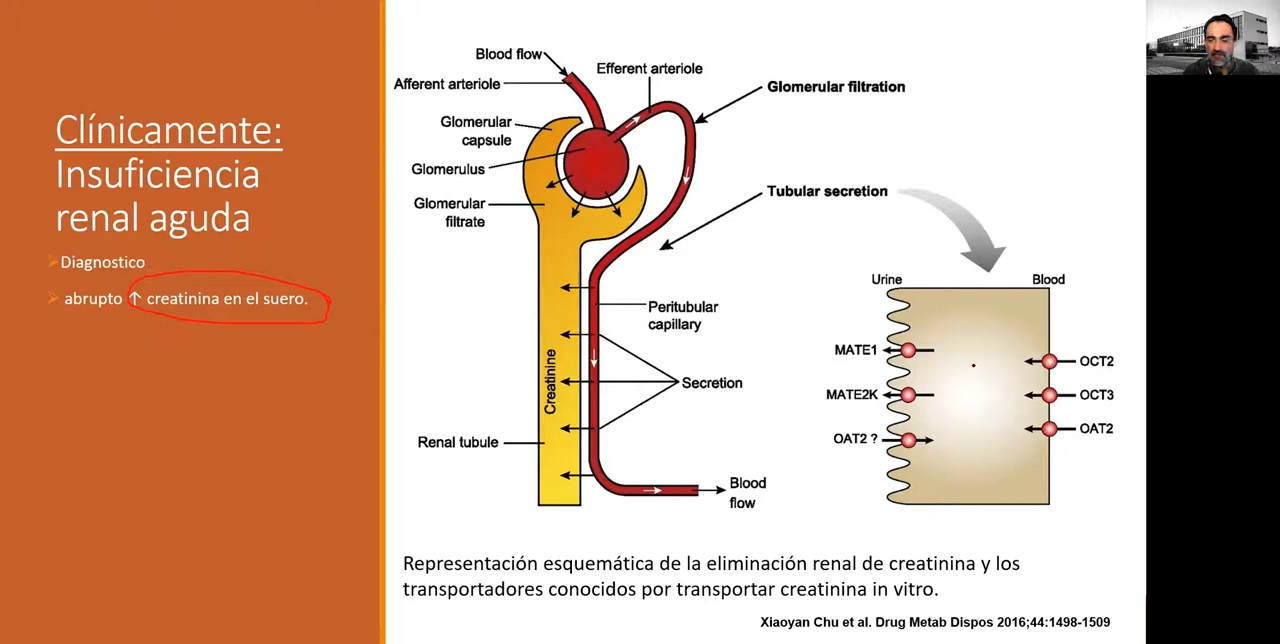 Clínicamente:
Insuficiencia
renal aguda
Diagnostico
abrupto ↑ creatinina en el suero.
Blood flow
Afferent arteriole
Efferent arteriole
Glomerular filtration
Glomerular
capsule
Glomerulus
Glomerular
filtrate
Tubular secretion
Peritubular
capillary
Creatinine
Secretion
Renal tubule
Blood
flow
Urine
Blood
MATE1
OCT2
MATE2K
OCT3
OAT2 ?
OAT2
Representación esquemática de la eliminación renal de creatinina y los
transportadores conocidos por transportar creatinina in vitro.
Xiaoyan Chu et al. Drug Metab Dispos 2016;44:1498-1509